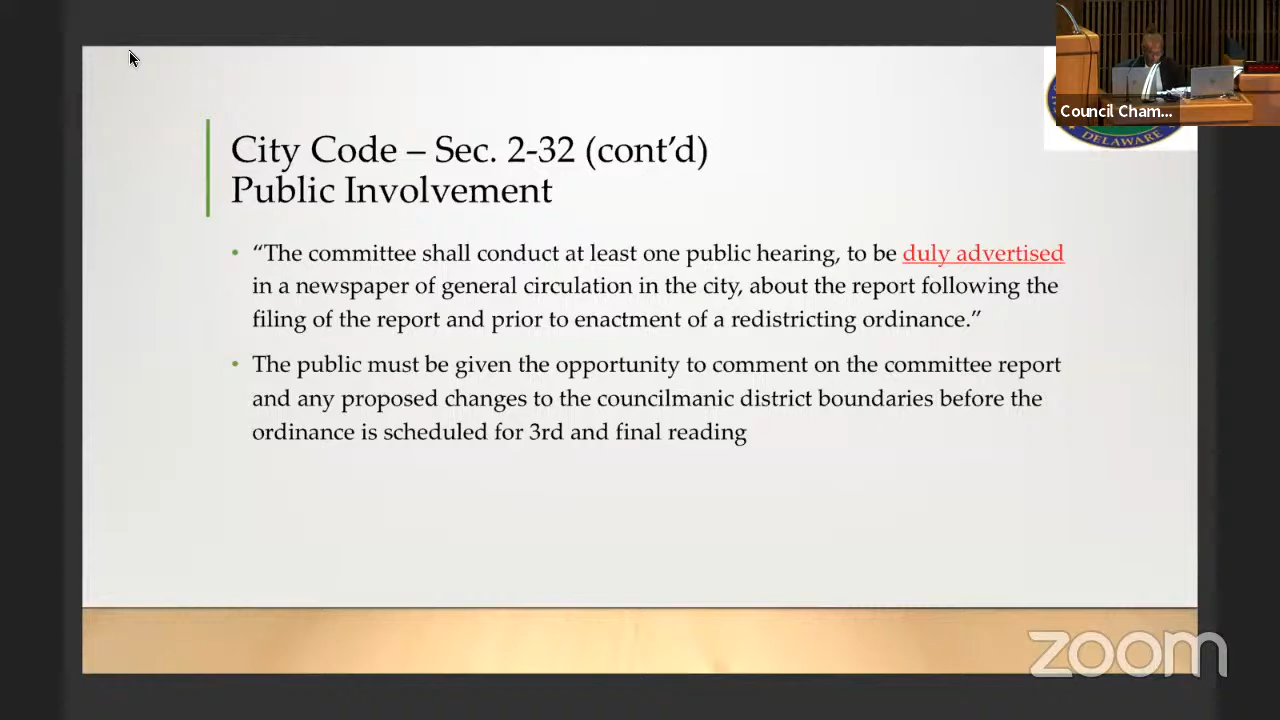 Council Cham...
DELAWARE
City Code – Sec. 2-32 (cont’d)
Public Involvement
• “The committee shall conduct at least one public hearing, to be duly advertised
in a newspaper of general circulation in the city, about the report following the
filing of the report and prior to enactment of a redistricting ordinance.”
• The public must be given the opportunity to comment on the committee report
and any proposed changes to the councilmanic district boundaries before the
ordinance is scheduled for 3rd and final reading
zoom